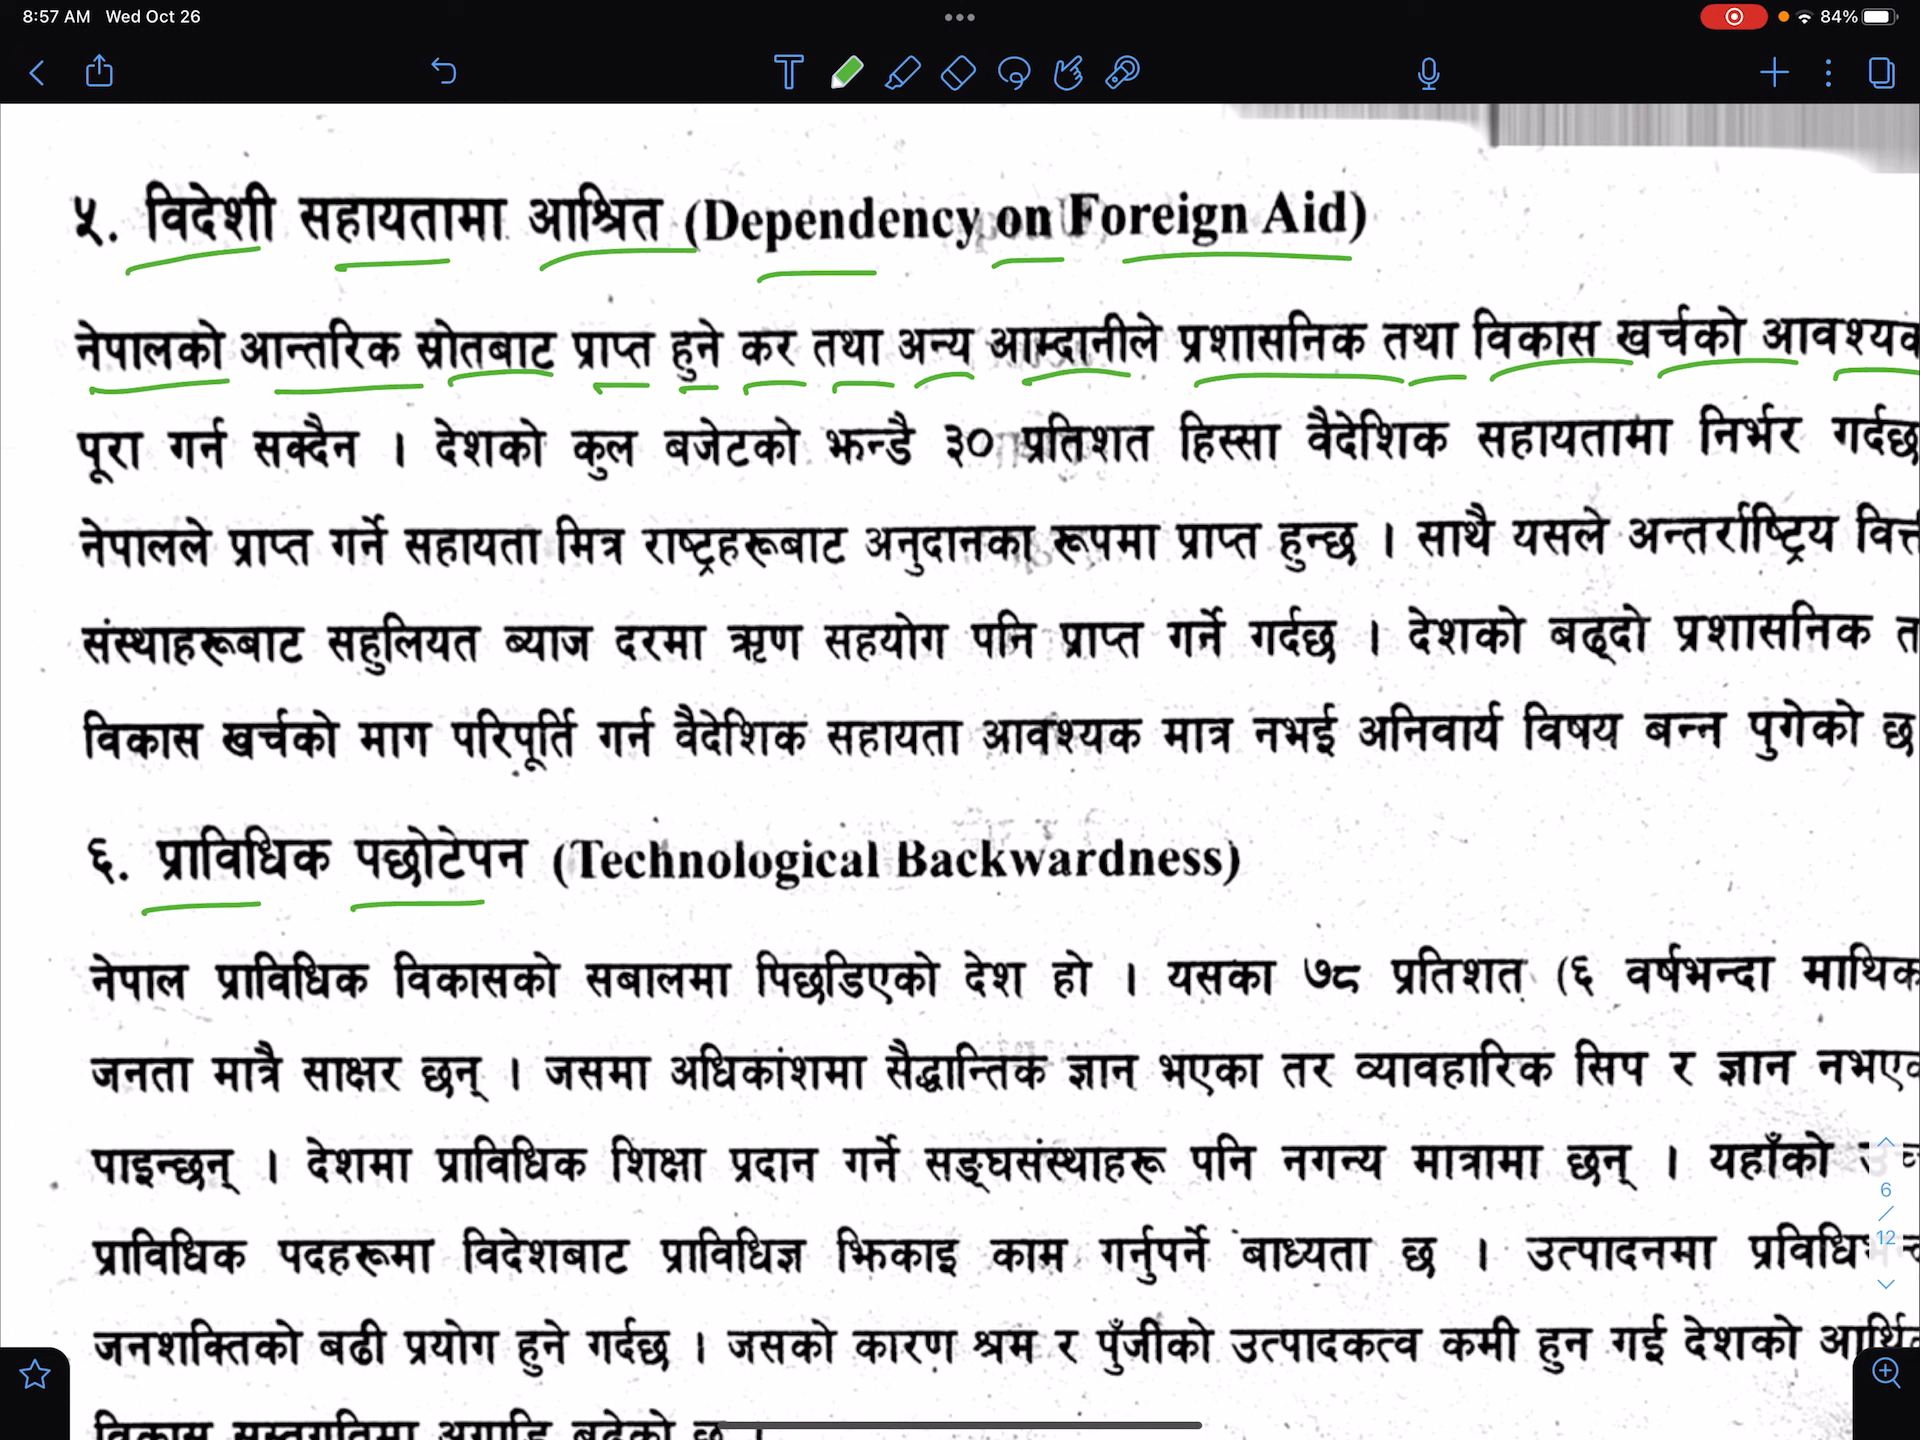 8:57 AM Wed Oct 26
84%
५. विदेशी सहायतामा आश्रित (Dependency on Foreign Aid)
नेपालको आन्तरिक स्रोतबाट प्राप्त हुने कर तथा अन्य आम्दानीले प्रशासनिक तथा विकास खर्चको
पूरा गर्न सक्दैन । देशको कुल बजेटको झन्डै ३० प्रतिशत हिस्सा वैदेशिक सहायतामा निर्भर गर्दछ
नेपालले प्राप्त गर्ने सहायता मित्र राष्ट्रहरूबाट अनुदानका रूपमा प्राप्त हुन्छ । साथै यसले अन्तर्राष्ट्रिय
संस्थाहरूबाट सहुलियत ब्याज दरमा ऋण सहयोग पनि प्राप्त गर्ने गर्दछ । देशको बढ्दो प्रशासनिक
विकास खर्चको माग परिपूर्ति गर्न वैदेशिक सहायता आवश्यक मात्र नभई अनिवार्य विषय बन्न पुगेको छ
६. प्राविधिक पछोटेपन (Technological Backwardness)
नेपाल प्राविधिक विकासको सबालमा पिछडिएको देश हो । यसका ७८ प्रतिशत (६ वर्षभन्दा
जनता मात्रै साक्षर छन् । जसमा अधिकांशमा सैद्धान्तिक ज्ञान भएका तर व्यावहारिक सिप र ज्ञान
पाइन्छन् । देशमा प्राविधिक शिक्षा प्रदान गर्ने सङ्घसंस्थाहरू पनि नगन्य मात्रामा छन् । यहाँको
प्राविधिक पदहरूमा विदेशबाट प्राविधिज्ञ झिकाइ काम गर्नुपर्ने बाध्यता छ । उत्पादनमा
जनशक्तिको बढी प्रयोग हुने गर्दछ । जसको कारण श्रम र पुँजीको उत्पादकत्व कमी हुन गई देशको
6
/
12